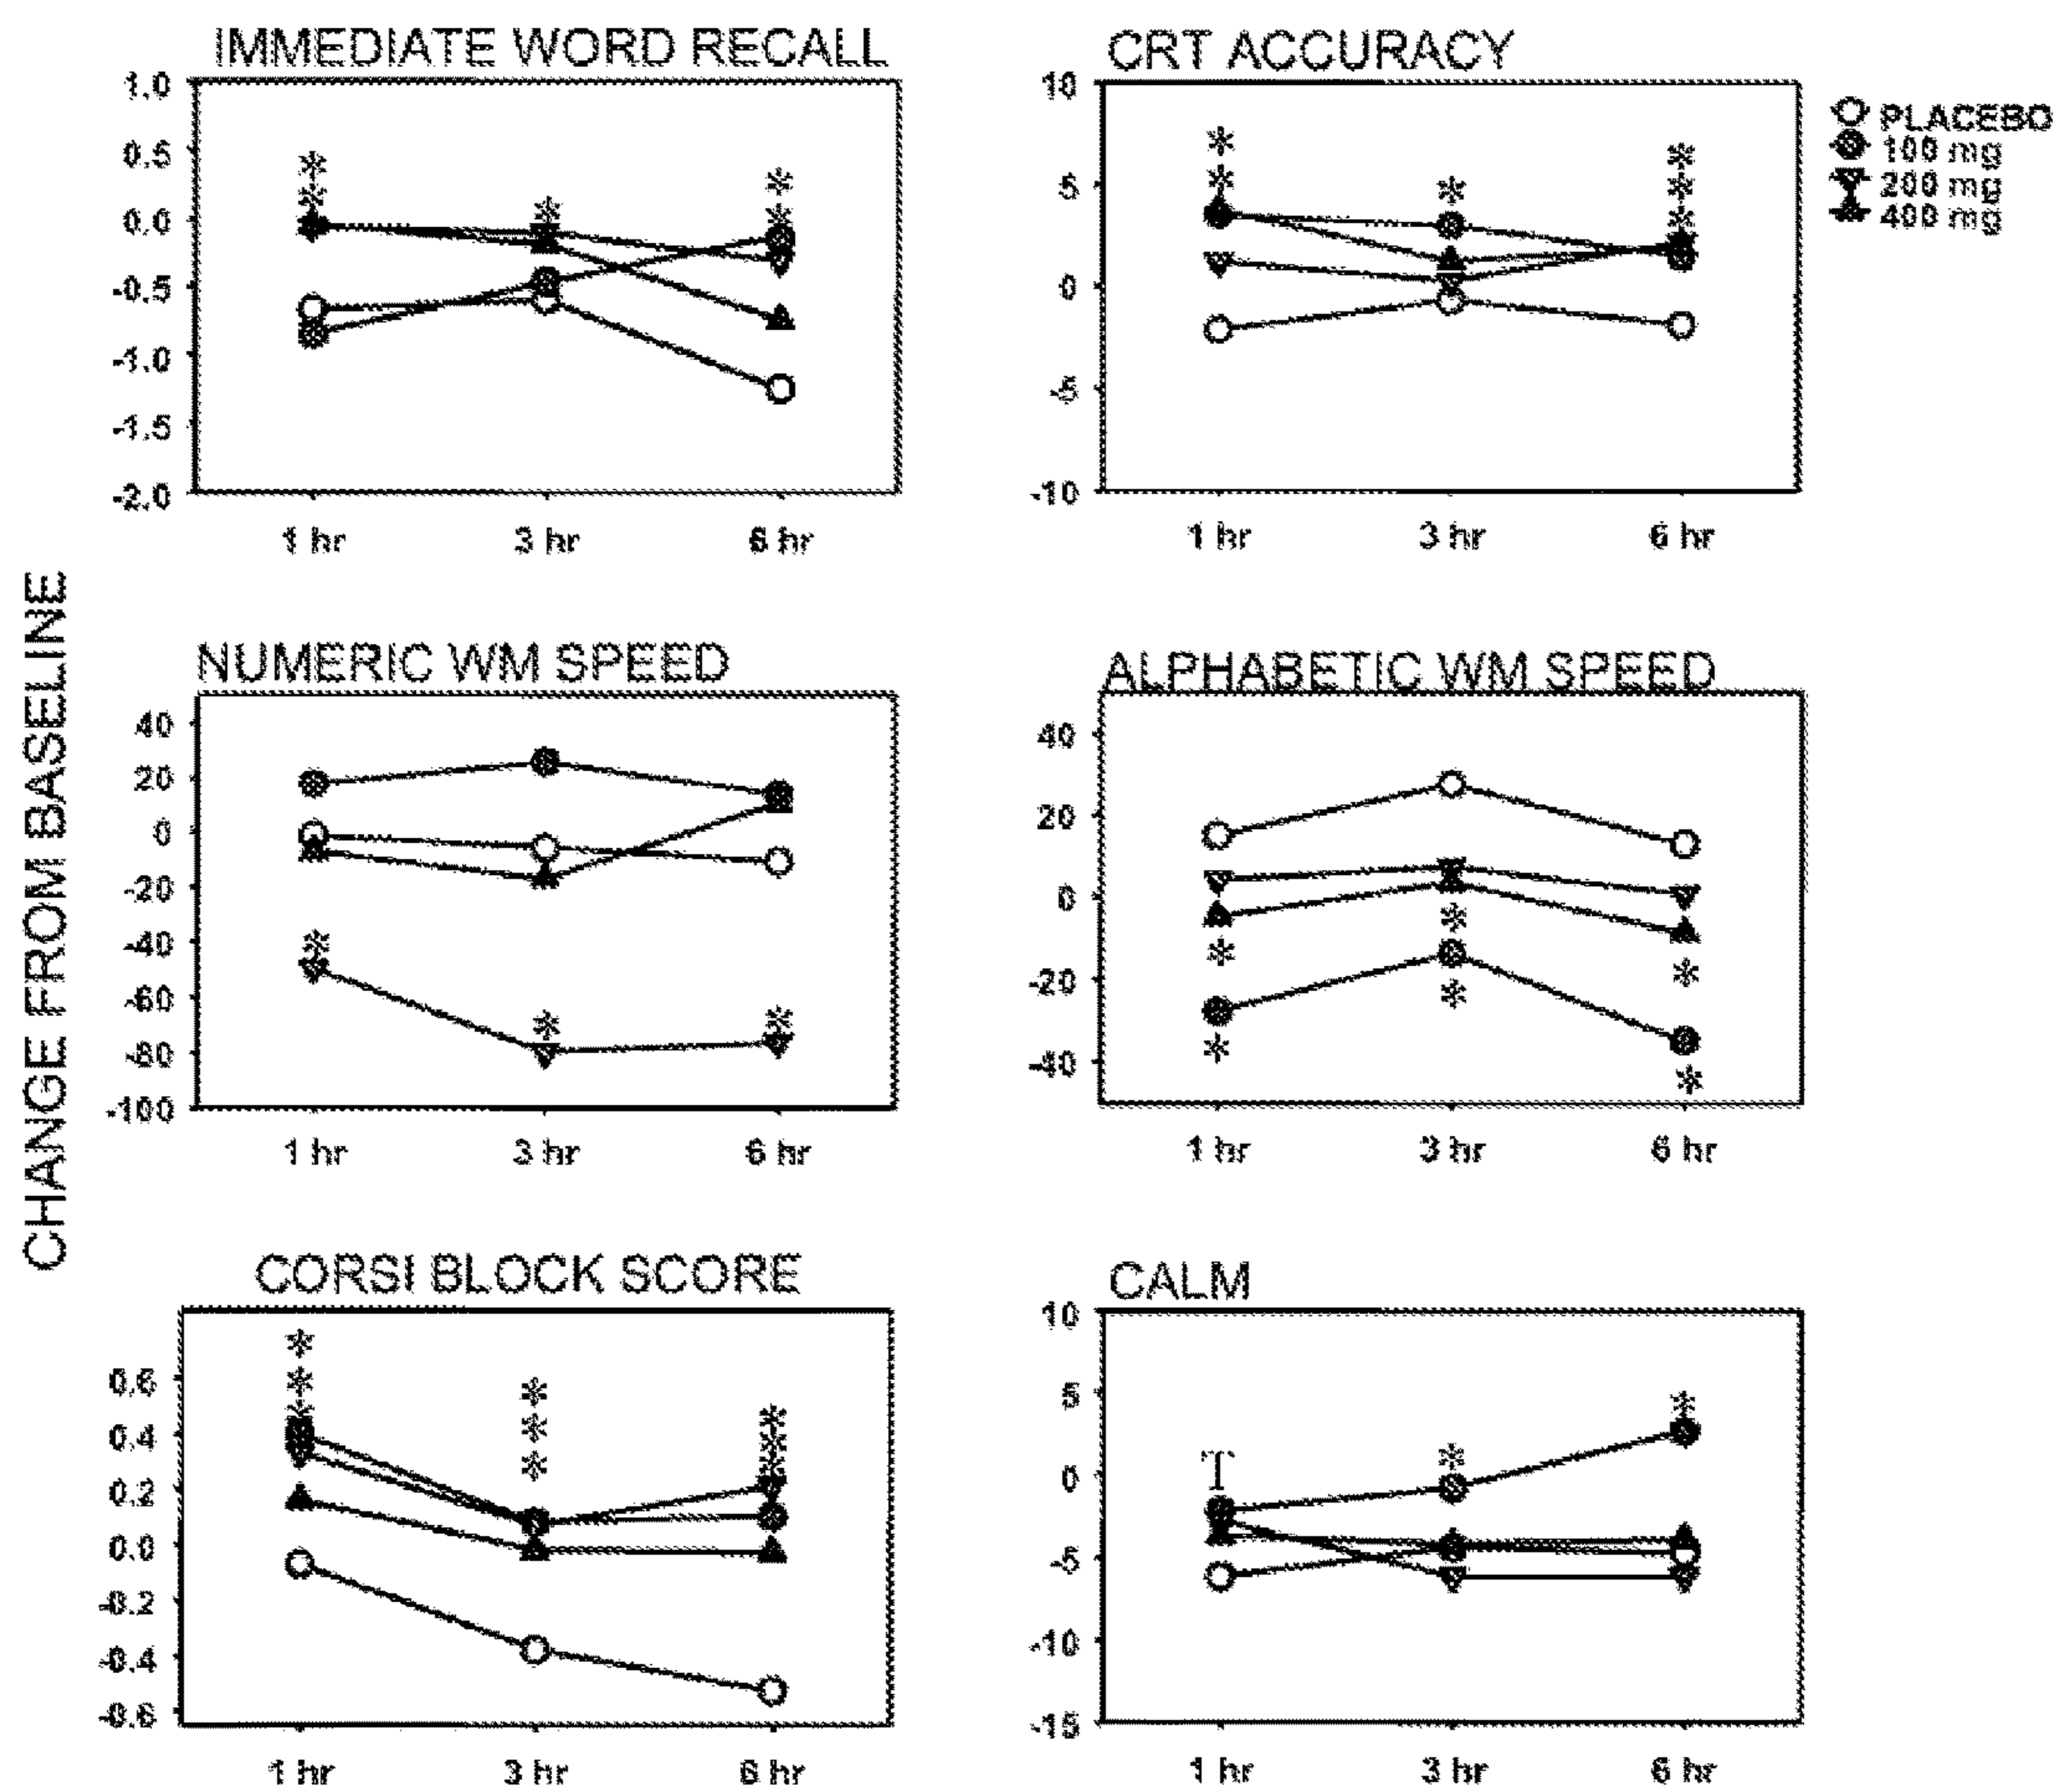 IMMEDIATE WORD RECALL
1.0
0.5
0.0
-0.5
-1.0
-1.5
-2.0
1 hr 3 hr 6 hr
CRT ACCURACY
10
5
0
-5
-10
1 hr 3 hr 6 hr
PLACEBO
100 mg
200 mg
400 mg
CHANGE FROM BASELINE
NUMERIC WM SPEED
40
20
0
-20
-40
-60
-80
-100
1 hr 3 hr 6 hr
ALPHABETIC WM SPEED
40
20
0
-20
-40
1 hr 3 hr 6 hr
CORSI BLOCK SCORE
0.6
0.4
0.2
0.0
-0.2
-0.4
-0.6
1 hr 3 hr 6 hr
CALM
10
5
0
-5
-10
-15
T
1 hr 3 hr 6 hr